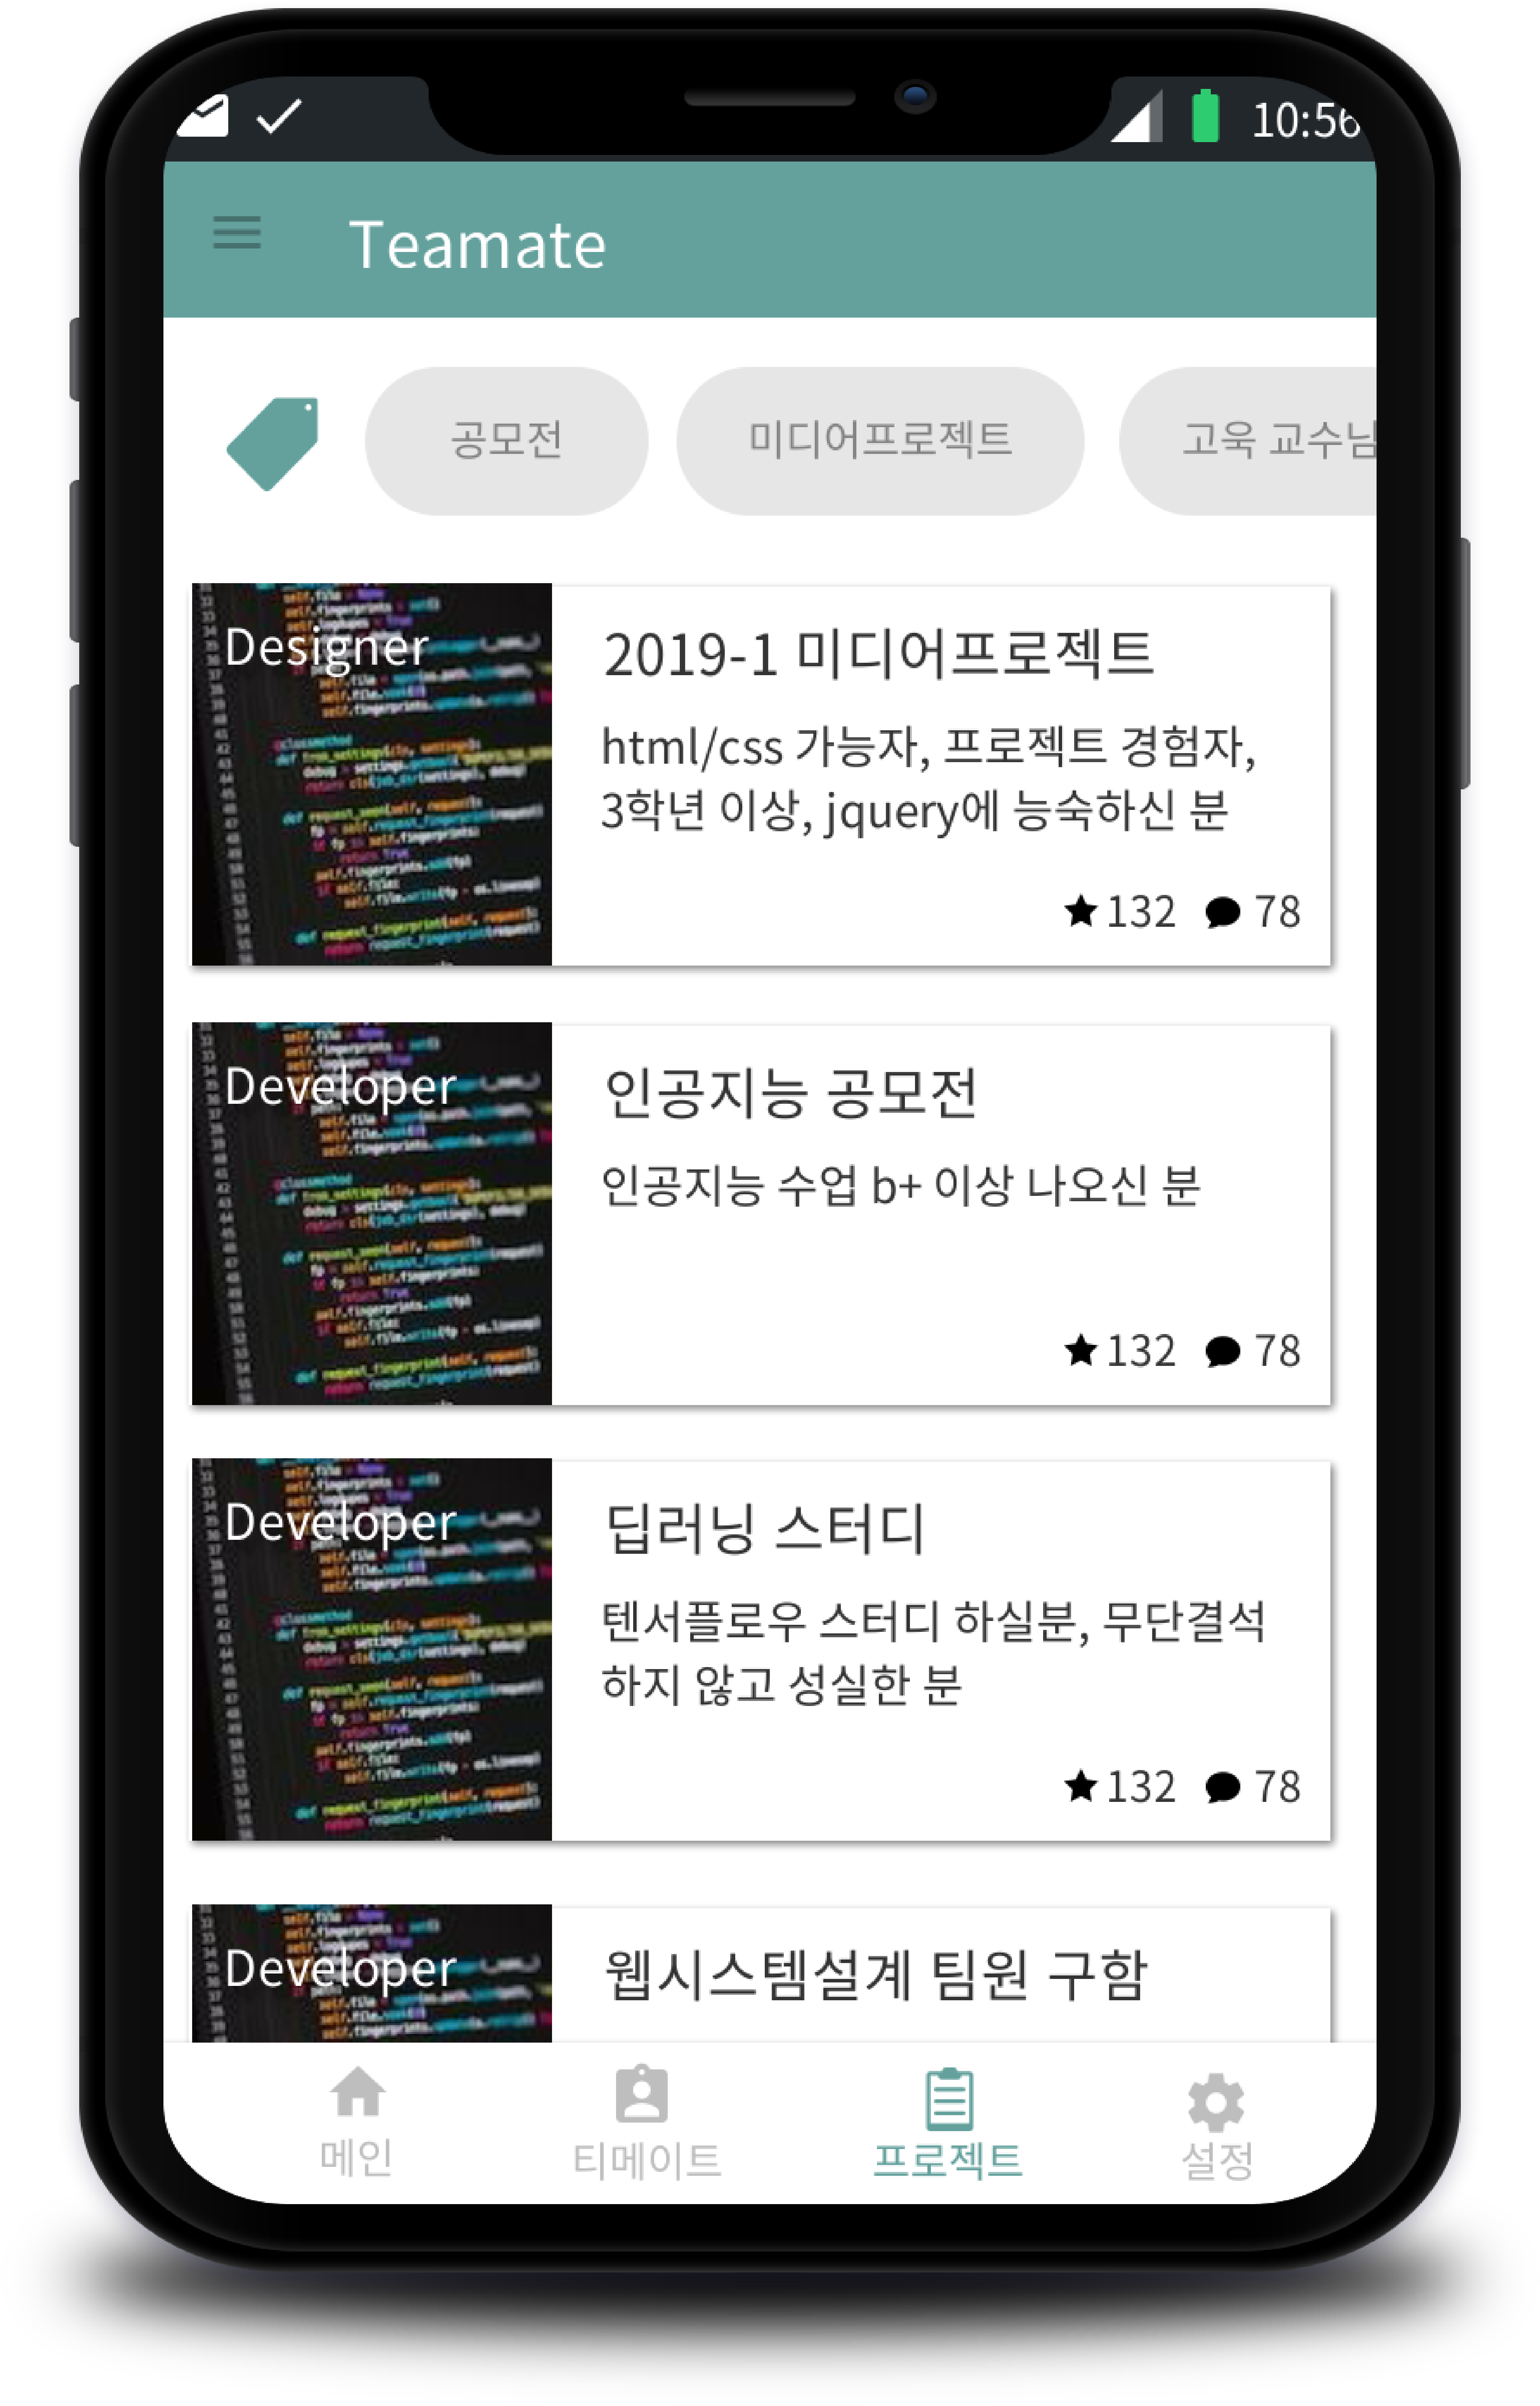 10:56
Teamate
공모전
미디어프로젝트
고욱 교수님
Designer
2019-1 미디어프로젝트
html/css 가능자, 프로젝트 경험자,
3학년 이상, jquery에 능숙하신 분
132 78
Developer
인공지능 공모전
인공지능 수업 b+ 이상 나오신 분
132 78
Developer
딥러닝 스터디
텐서플로우 스터디 하실분, 무단결석
하지 않고 성실한 분
132 78
Developer
웹시스템설계 팀원 구함
메인
티메이트
프로젝트
설정